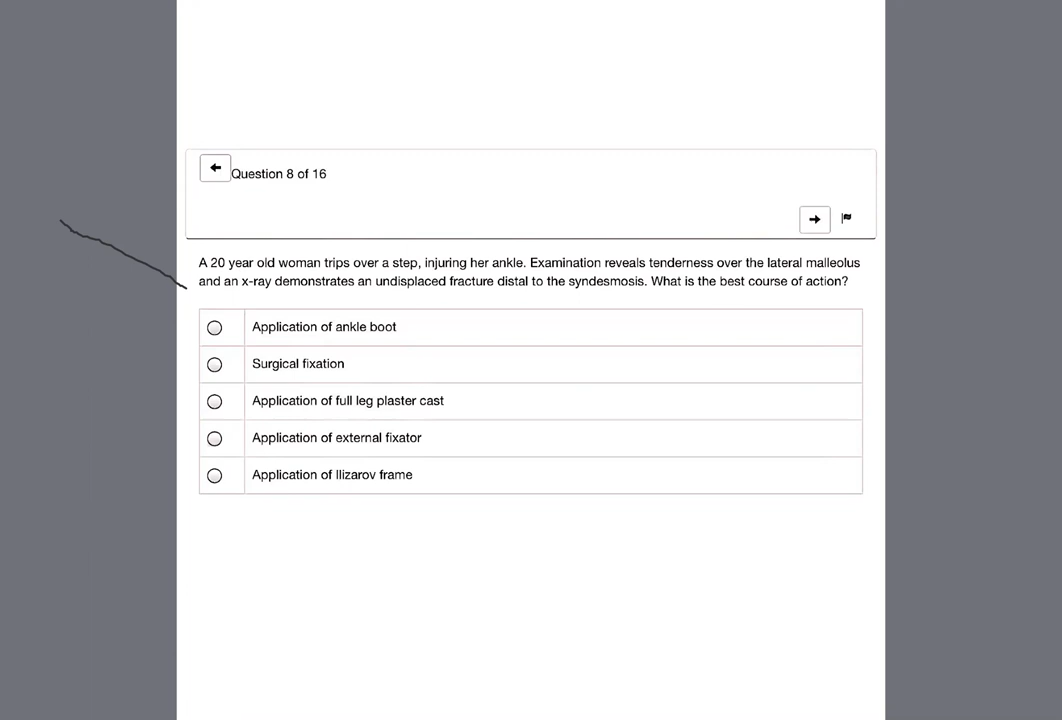 Question 8 of 16
A 20 year old woman trips over a step, injuring her ankle. Examination reveals tenderness over the lateral malleolus
and an x-ray demonstrates an undisplaced fracture distal to the syndesmosis. What is the best course of action?
Application of ankle boot
Surgical fixation
Application of full leg plaster cast
Application of external fixator
Application of Ilizarov frame